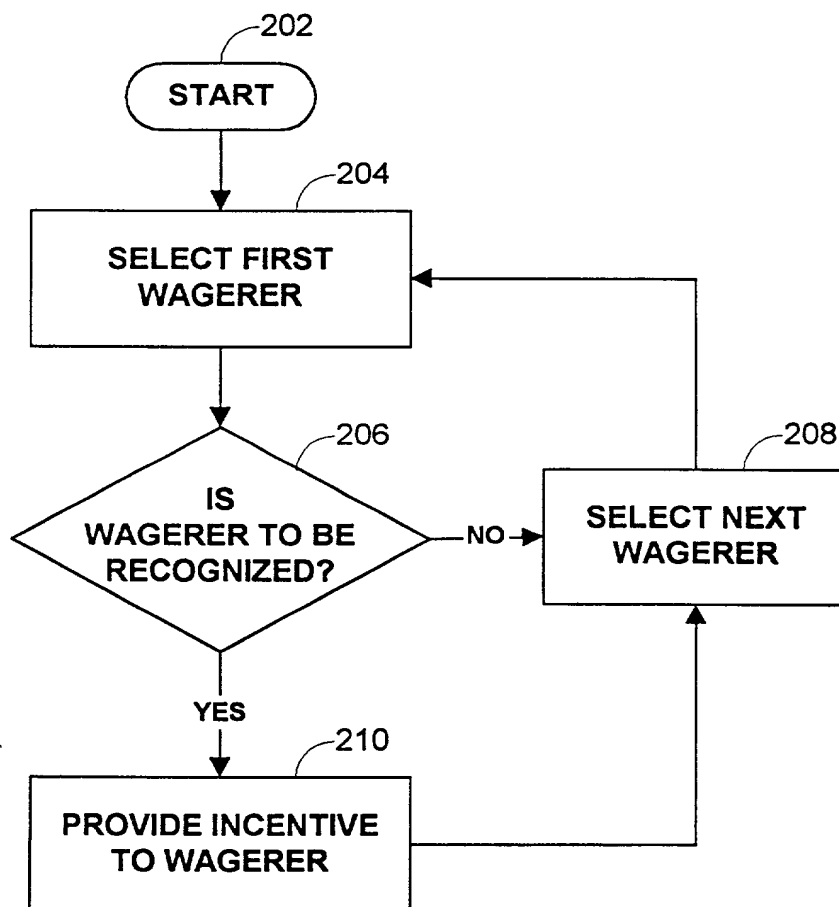 202
START
204
SELECT FIRST
WAGERER
206
IS
WAGERER TO BE
RECOGNIZED?
NO
208
SELECT NEXT
WAGERER
YES
210
PROVIDE INCENTIVE
TO WAGERER